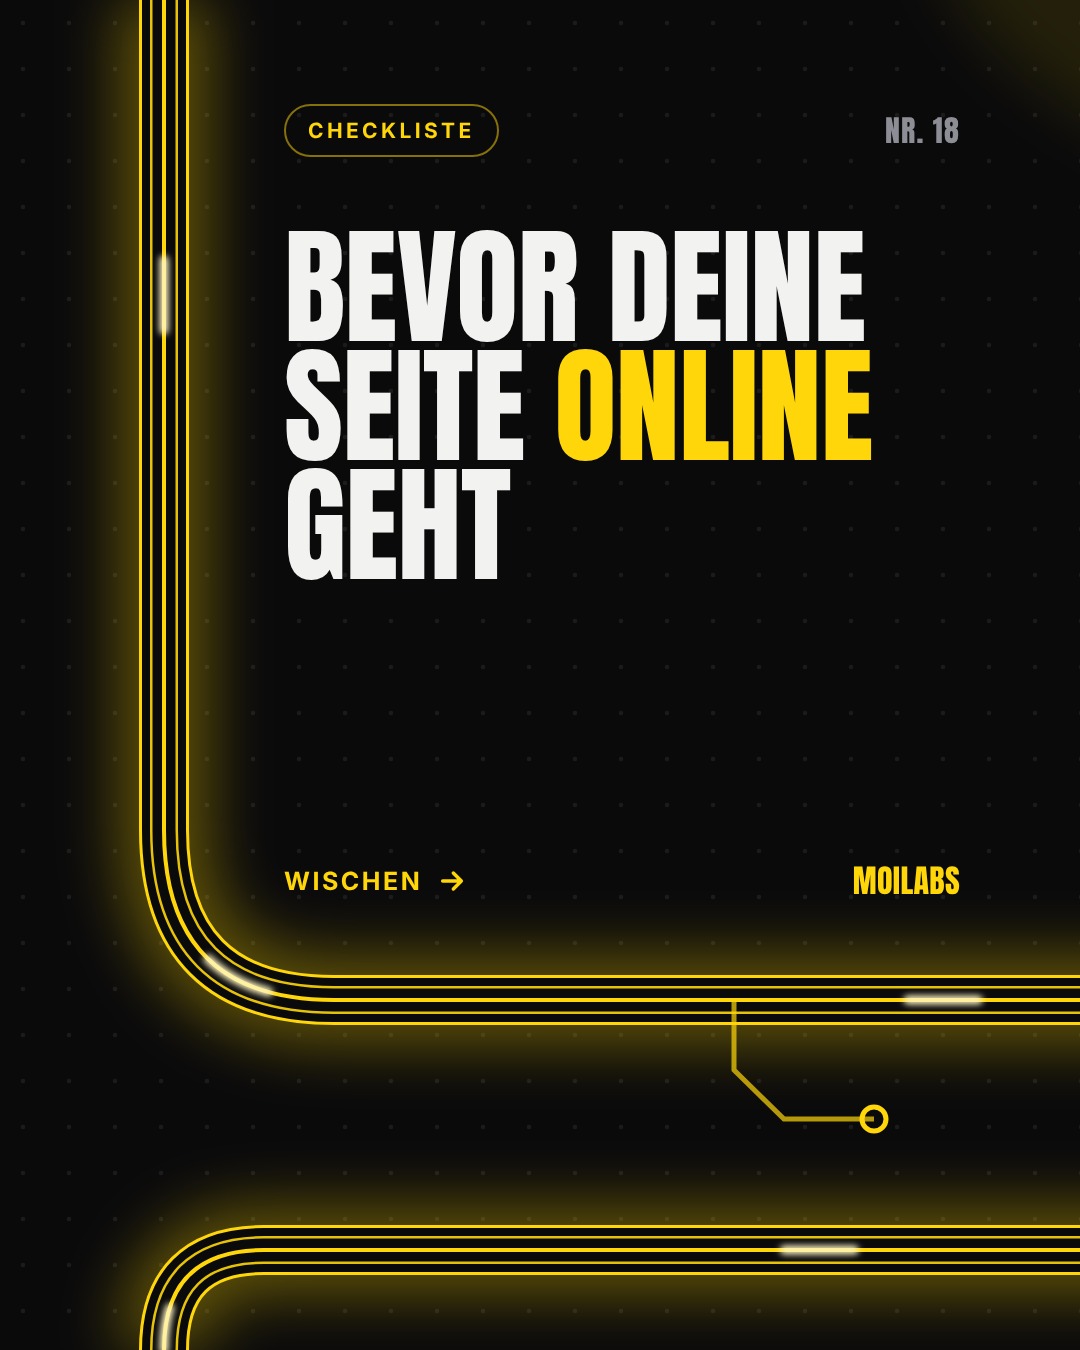 CHECKLISTE
NR. 18
BEVOR DEINE
SEITE ONLINE
GEHT
WISCHEN →
MOILABS